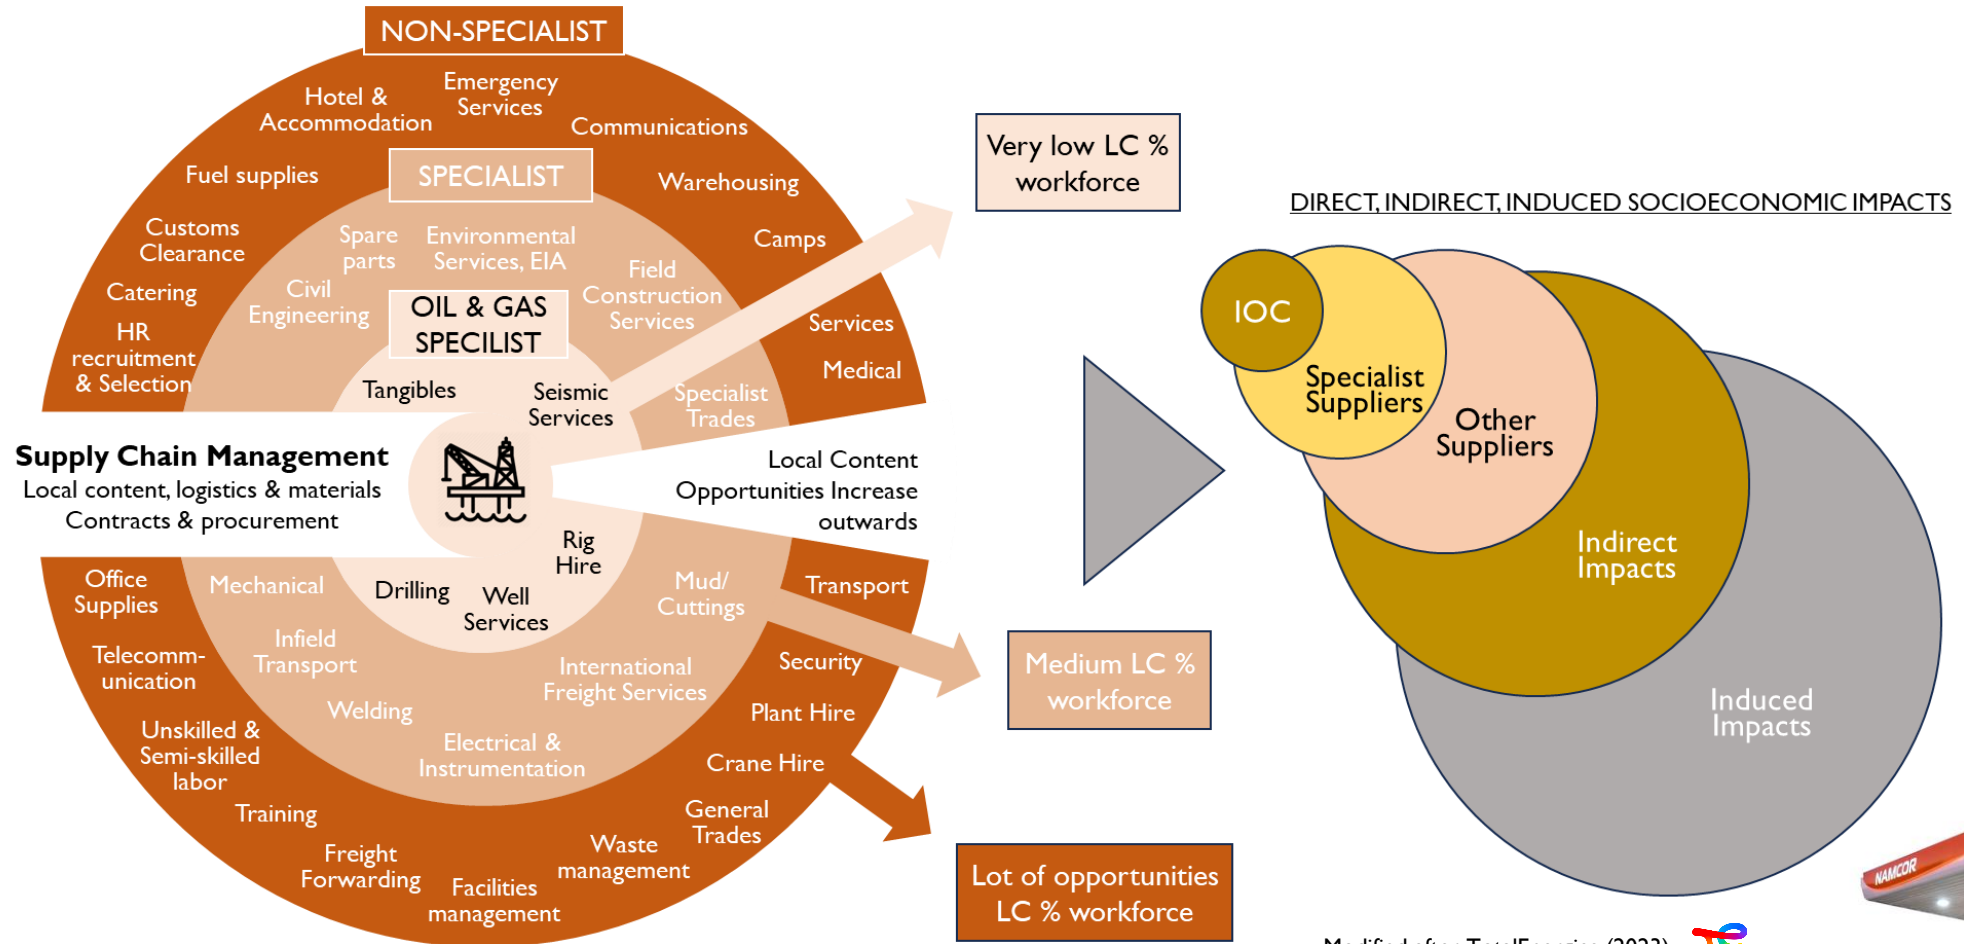 NON-SPECIALIST
Emergency
Services
Hotel &
Accommodation
Communications
Fuel supplies
SPECIALIST
Warehousing
Customs
Clearance
Spare
parts
Environmental
Services, EIA
Camps
Catering
Civil
Engineering
Field
Construction
Services
OIL & GAS
SPECILIST
HR
recruitment
& Selection
Services
Medical
Tangibles
Seismic
Services
Specialist
Trades
Supply Chain Management
Local content, logistics & materials
Contracts & procurement
Local Content
Opportunities Increase
outwards
Rig
Hire
Drilling
Well
Services
Office
Supplies
Mechanical
Mud/
Cuttings
Transport
Infield
Transport
Telecomm-
unication
International
Freight Services
Security
Welding
Plant Hire
Unskilled &
Semi-skilled
labor
Electrical &
Instrumentation
Crane Hire
Training
General
Trades
Freight
Forwarding
Waste
management
Facilities
management
Very low LC %
workforce
Medium LC %
workforce
Lot of opportunities
LC % workforce
DIRECT, INDIRECT, INDUCED SOCIOECONOMIC IMPACTS
IOC
Specialist
Suppliers
Other
Suppliers
Indirect
Impacts
Induced
Impacts
NAMCOR
Modified after TotalEnergies (2023)